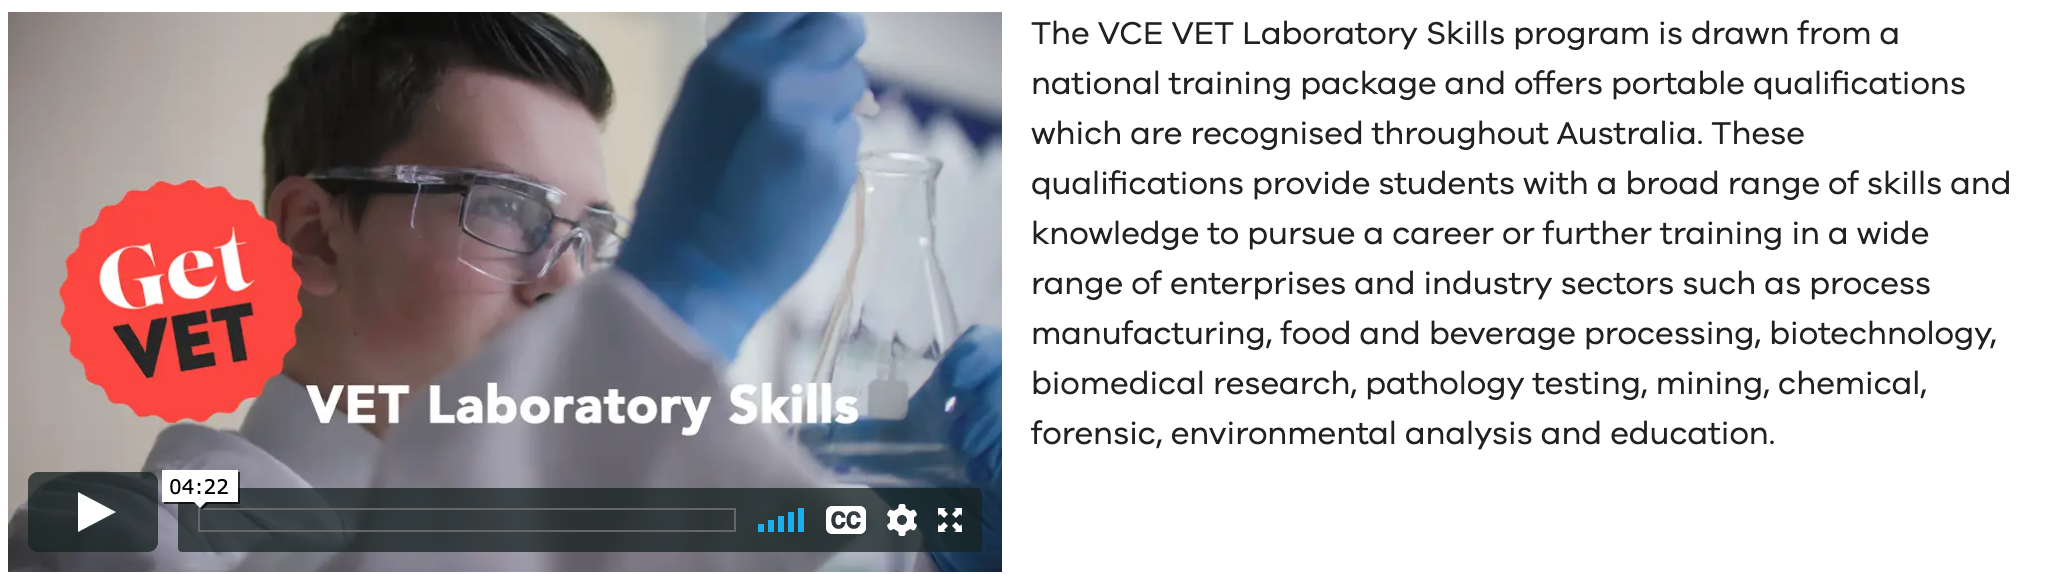 Get
VET
VET Laboratory Skills
04:22
CC
The VCE VET Laboratory Skills program is drawn from a
national training package and offers portable qualifications
which are recognised throughout Australia. These
qualifications provide students with a broad range of skills and
knowledge to pursue a career or further training in a wide
range of enterprises and industry sectors such as process
manufacturing, food and beverage processing, biotechnology,
biomedical research, pathology testing, mining, chemical,
forensic, environmental analysis and education.